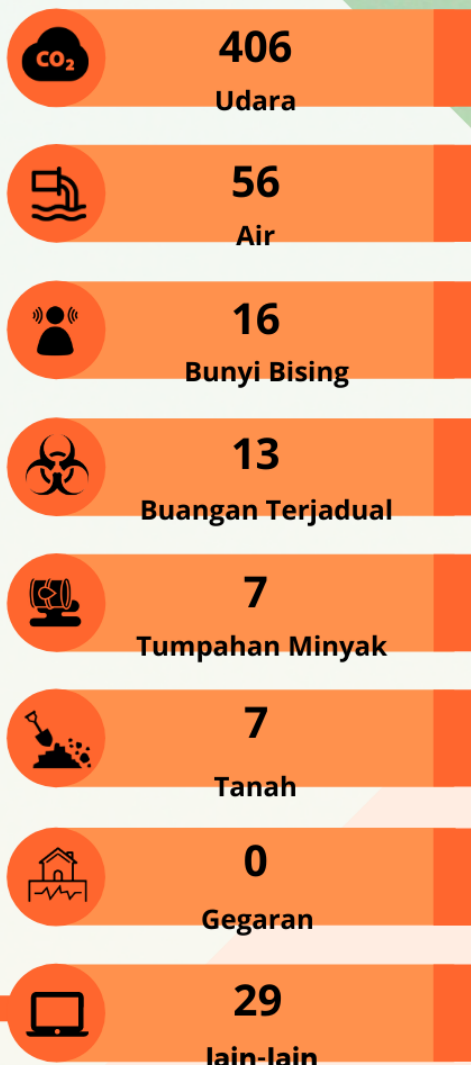 CO₂
406
Udara
56
Air
16
Bunyi Bising
13
Buangan Terjadual
7
Tumpahan Minyak
7
Tanah
0
Gegaran
29
lain-lain